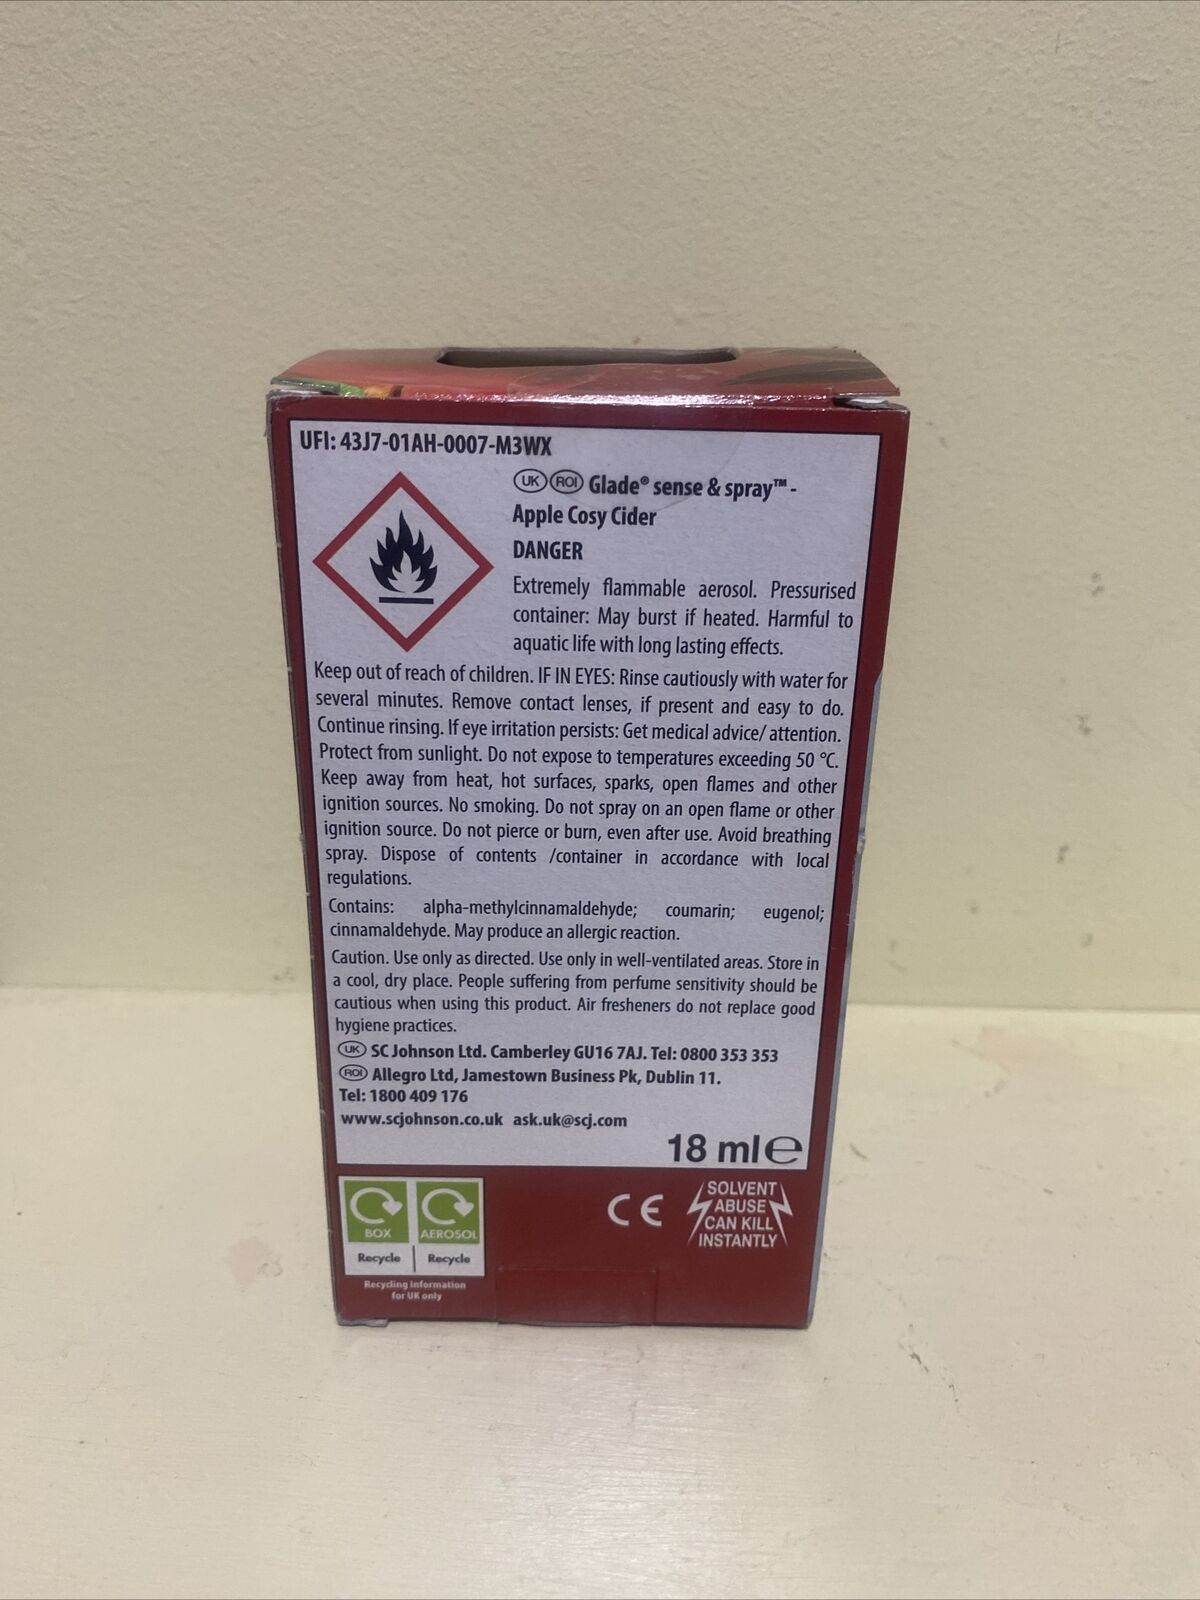 UFI: 43J7-01AH-0007-M3WX
UK ROI Glade® sense & spray™ -
Apple Cosy Cider
DANGER
Extremely flammable aerosol. Pressurised
container: May burst if heated. Harmful to
aquatic life with long lasting effects.
Keep out of reach of children. IF IN EYES: Rinse cautiously with water for
several minutes. Remove contact lenses, if present and easy to do.
Continue rinsing. If eye irritation persists: Get medical advice/ attention.
Protect from sunlight. Do not expose to temperatures exceeding 50 °C.
Keep away from heat, hot surfaces, sparks, open flames and other
ignition sources. No smoking. Do not spray on an open flame or other
ignition source. Do not pierce or burn, even after use. Avoid breathing
spray. Dispose of contents /container in accordance with local
regulations.
Contains: alpha-methylcinnamaldehyde; coumarin; eugenol;
cinnamaldehyde. May produce an allergic reaction.
Caution. Use only as directed. Use only in well-ventilated areas. Store in
a cool, dry place. People suffering from perfume sensitivity should be
cautious when using this product. Air fresheners do not replace good
hygiene practices.
UK SC Johnson Ltd. Camberley GU16 7AJ. Tel: 0800 353 353
ROI Allegro Ltd, Jamestown Business Pk, Dublin 11.
Tel: 1800 409 176
www.scjohnson.co.uk ask.uk@scj.com
18 ml ℮
BOX AEROSOL
Recycle Recycle
Recycling information
for UK only
CE
SOLVENT
ABUSE
CAN KILL
INSTANTLY